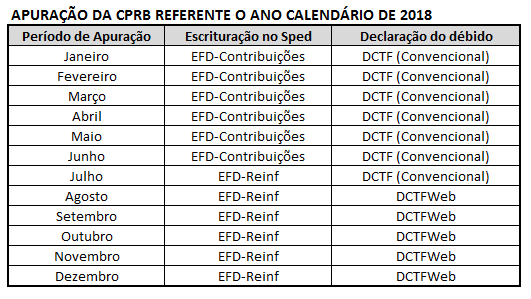 APURAÇÃO DA CPRB REFERENTE O ANO CALENDÁRIO DE 2018
Período de Apuração Escrituração no Sped Declaração do débido
Janeiro EFD-Contribuições DCTF (Convencional)
Fevereiro EFD-Contribuições DCTF (Convencional)
Março EFD-Contribuições DCTF (Convencional)
Abril EFD-Contribuições DCTF (Convencional)
Maio EFD-Contribuições DCTF (Convencional)
Junho EFD-Contribuições DCTF (Convencional)
Julho EFD-Reinf DCTF (Convencional)
Agosto EFD-Reinf DCTFWeb
Setembro EFD-Reinf DCTFWeb
Outubro EFD-Reinf DCTFWeb
Novembro EFD-Reinf DCTFWeb
Dezembro EFD-Reinf DCTFWeb